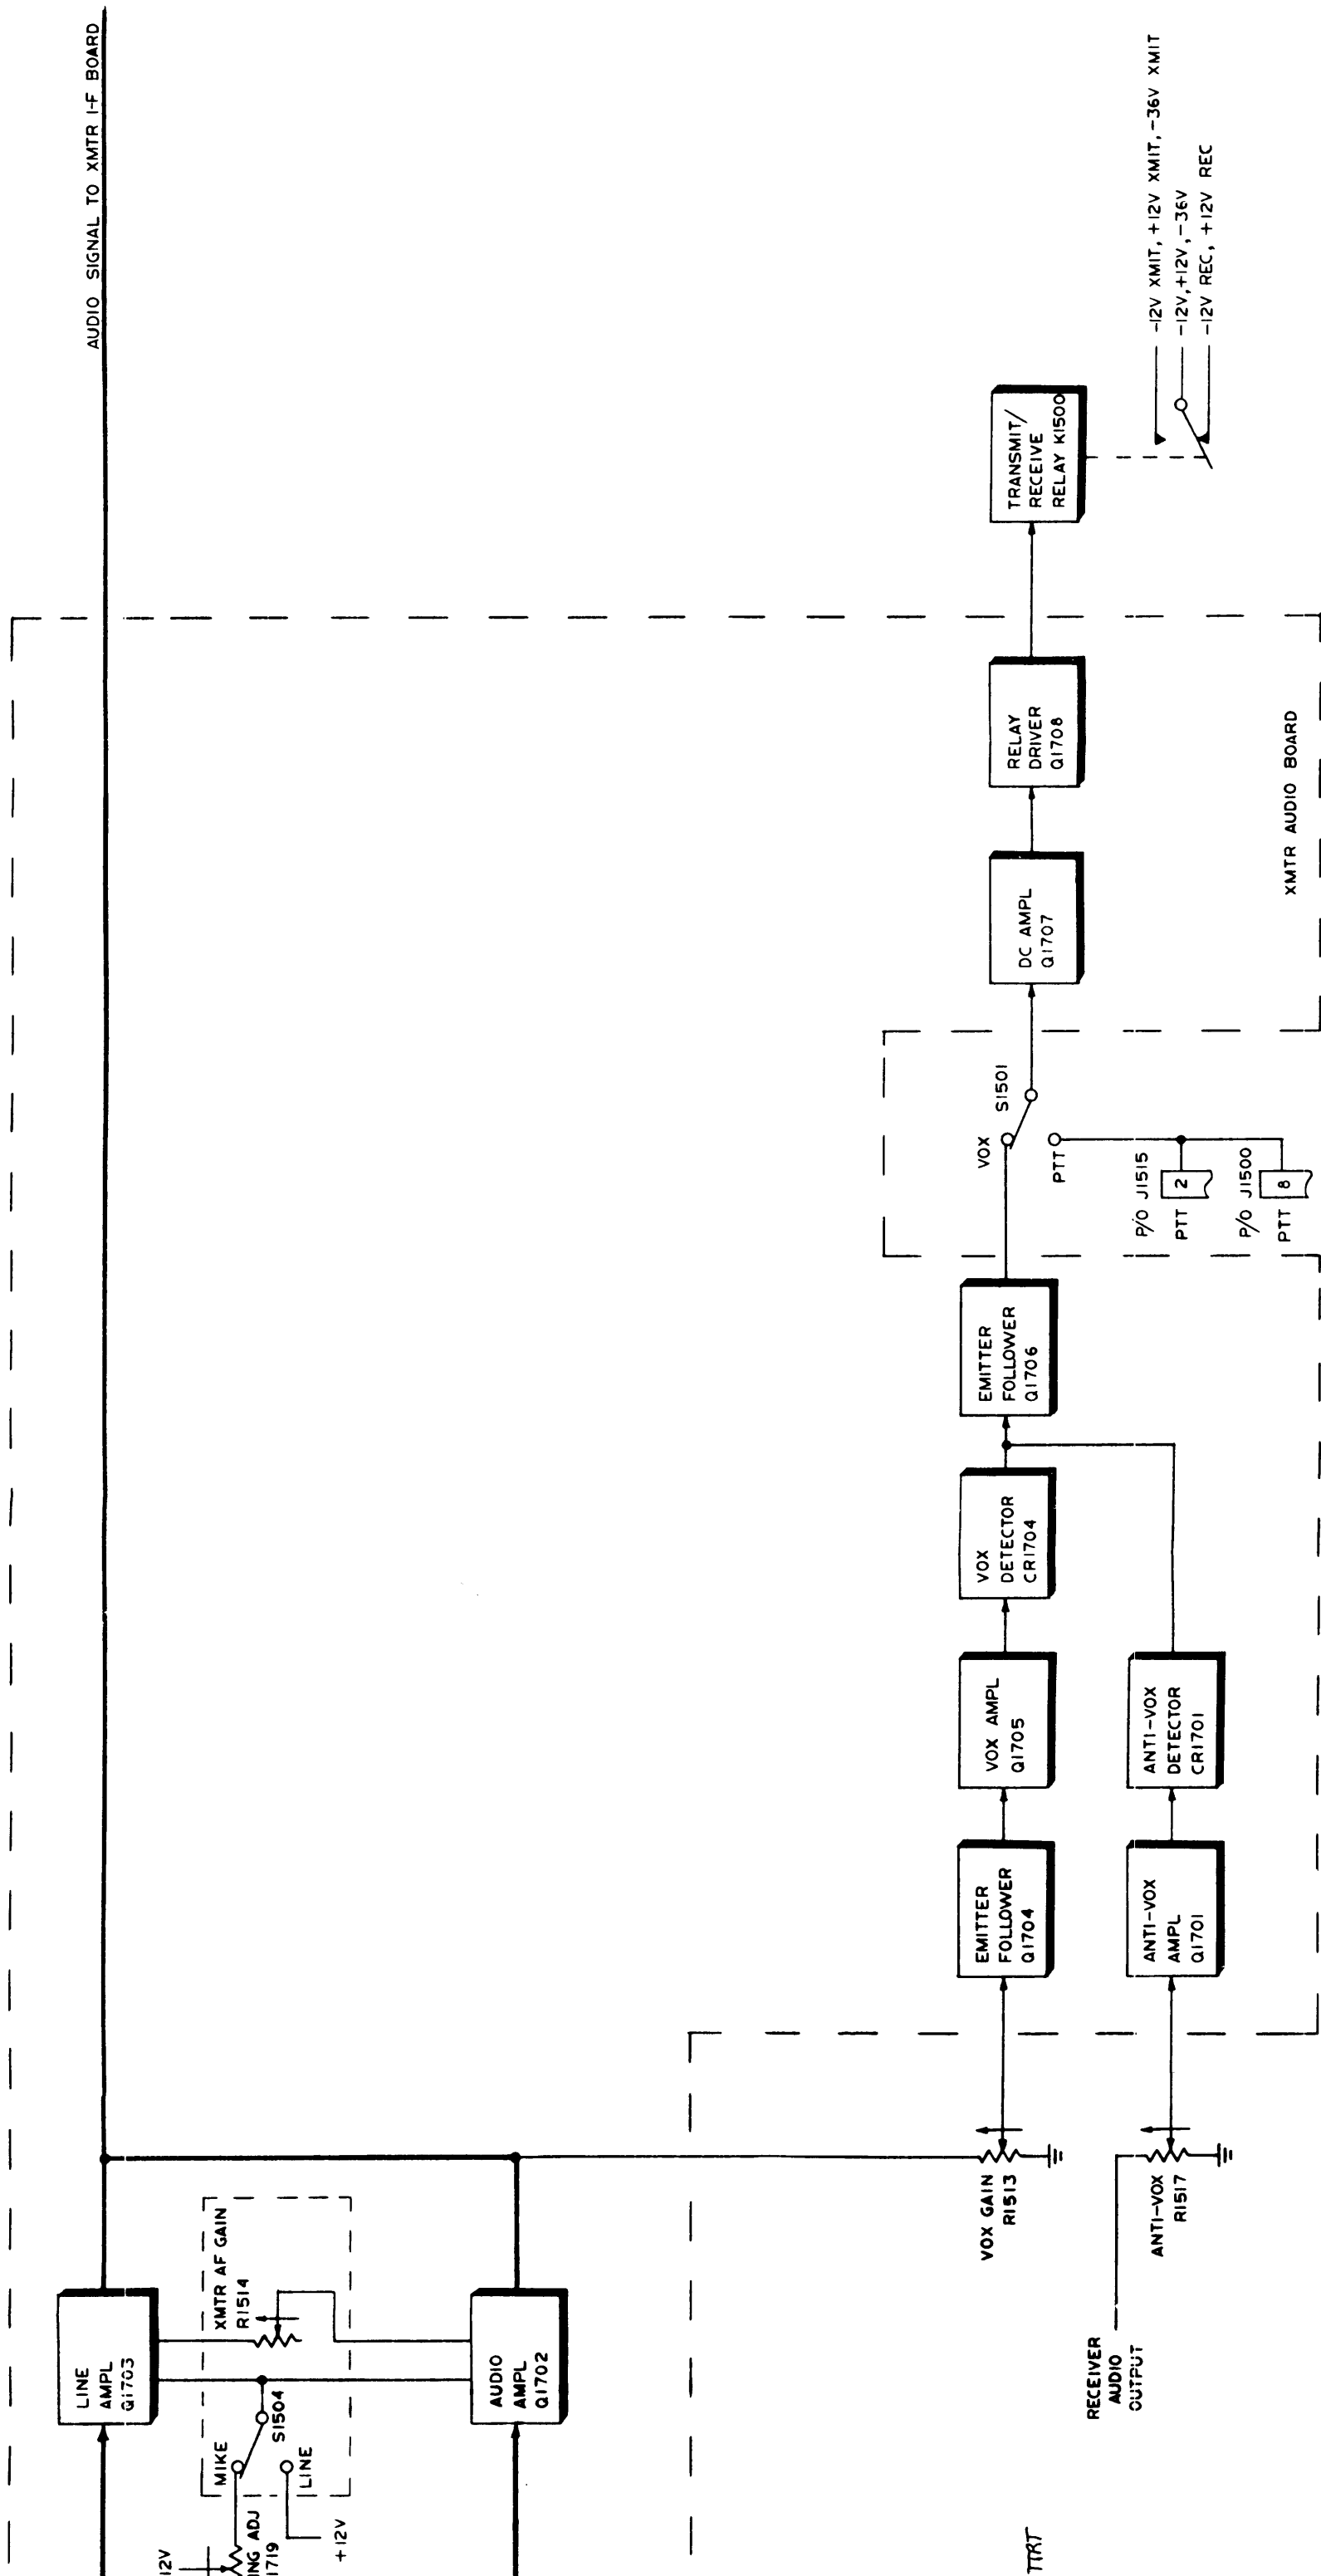 AUDIO SIGNAL TO XMTR I-F BOARD
LINE
AMPL
Q1703
XMTR AF GAIN
R1514
MIKE
S1504
LINE
12V
ING ADJ
1719
+12V
AUDIO
AMPL
Q1702
VOX GAIN
R1513
ANTI-VOX
R1517
RECEIVER
AUDIO
OUTPUT
EMITTER
FOLLOWER
Q1704
VOX AMPL
Q1705
VOX
DETECTOR
CR1704
EMITTER
FOLLOWER
Q1706
ANTI-VOX
AMPL
Q1701
ANTI-VOX
DETECTOR
CR1701
VOX
S1501
PTT
P/O J1515
PTT 2
P/O J1500
PTT 8
DC AMPL
Q1707
RELAY
DRIVER
Q1708
XMTR AUDIO BOARD
TRANSMIT/
RECEIVE
RELAY K1500
-12V XMIT, +12V XMIT, -36V XMIT
-12V, +12V, -36V
-12V REC, +12V REC